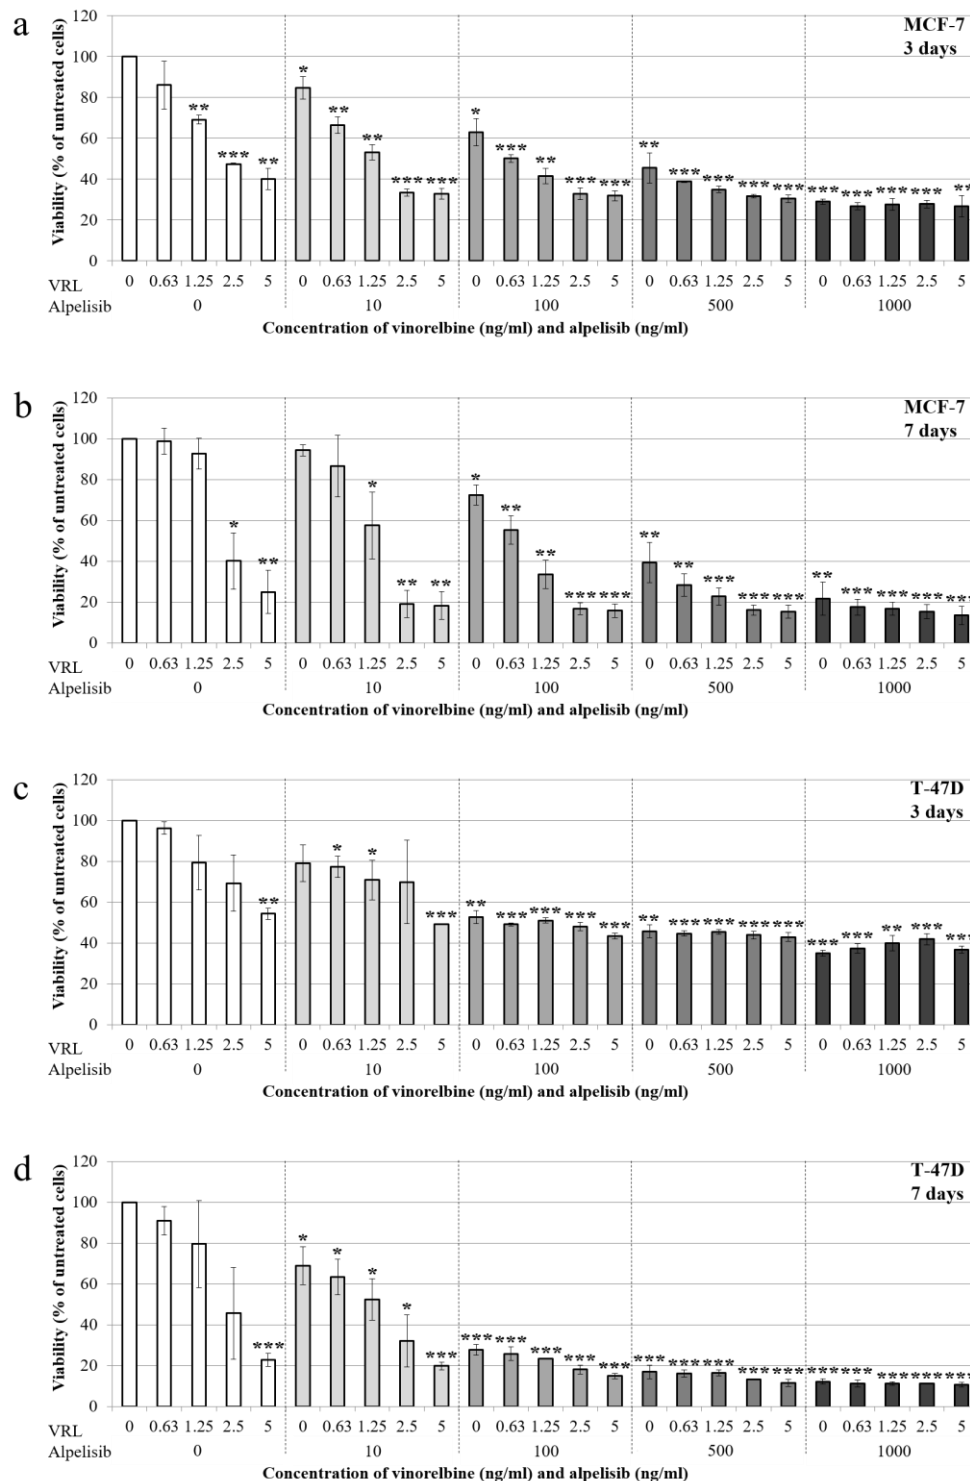 a
MCF-7
3 days
Viability (% of untreated cells)
120
100
80
60
40
20
0
** *** ** * ** ** *** *** * *** ** *** *** ** *** *** *** *** *** *** *** *** **
VRL 0 0.63 1.25 2.5 5 0 0.63 1.25 2.5 5 0 0.63 1.25 2.5 5 0 0.63 1.25 2.5 5 0 0.63 1.25 2.5 5
Alpelisib 0 10 100 500 1000
Concentration of vinorelbine (ng/ml) and alpelisib (ng/ml)
b
MCF-7
7 days
Viability (% of untreated cells)
120
100
80
60
40
20
0
* ** * ** ** * ** ** *** *** ** ** *** *** *** ** *** *** *** ***
VRL 0 0.63 1.25 2.5 5 0 0.63 1.25 2.5 5 0 0.63 1.25 2.5 5 0 0.63 1.25 2.5 5 0 0.63 1.25 2.5 5
Alpelisib 0 10 100 500 1000
Concentration of vinorelbine (ng/ml) and alpelisib (ng/ml)
c
T-47D
3 days
Viability (% of untreated cells)
120
100
80
60
40
20
0
** * * *** ** *** *** *** *** ** *** *** *** *** *** *** ** *** ***
VRL 0 0.63 1.25 2.5 5 0 0.63 1.25 2.5 5 0 0.63 1.25 2.5 5 0 0.63 1.25 2.5 5 0 0.63 1.25 2.5 5
Alpelisib 0 10 100 500 1000
Concentration of vinorelbine (ng/ml) and alpelisib (ng/ml)
d
T-47D
7 days
Viability (% of untreated cells)
120
100
80
60
40
20
0
*** * * * * *** *** *** *** *** *** *** *** *** *** *** *** *** *** *** ***
VRL 0 0.63 1.25 2.5 5 0 0.63 1.25 2.5 5 0 0.63 1.25 2.5 5 0 0.63 1.25 2.5 5 0 0.63 1.25 2.5 5
Alpelisib 0 10 100 500 1000
Concentration of vinorelbine (ng/ml) and alpelisib (ng/ml)